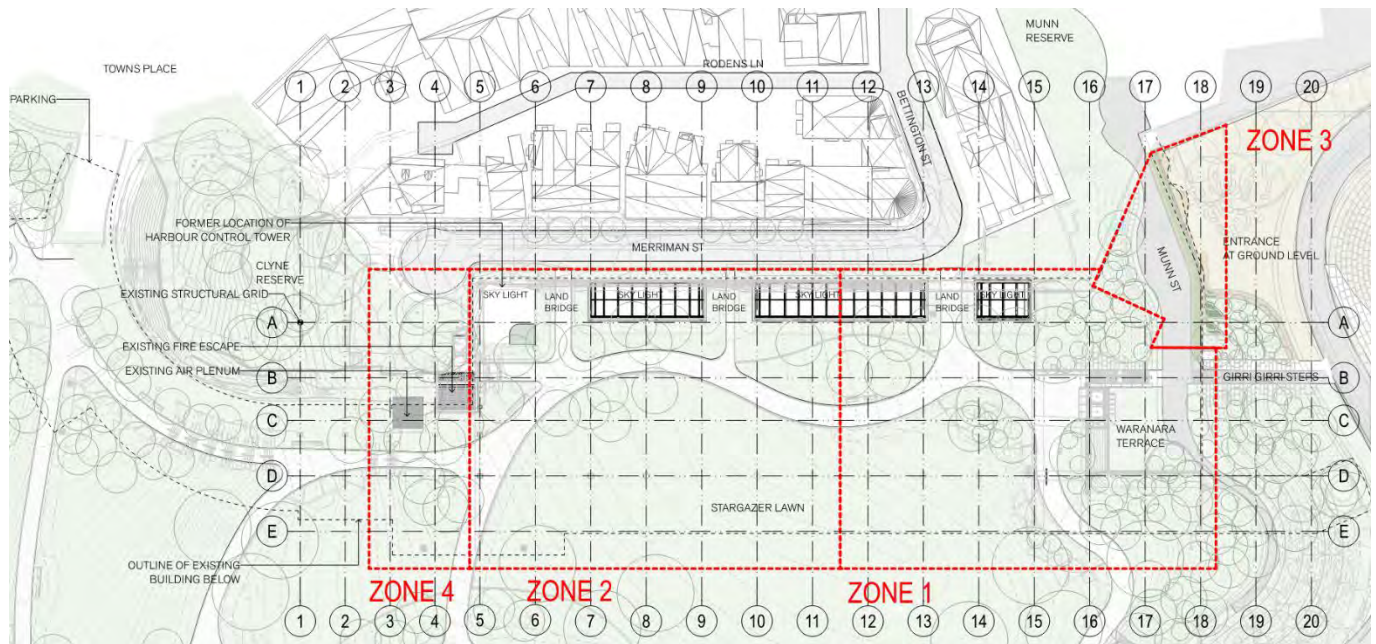 TOWNS PLACE
MUNN
RESERVE
RODENS LN
PARKING
1 2 3 4 5 6 7 8 9 10 11 12 13 14 15 16 17 18 19 20
BETTINGTON ST
ZONE 3
FORMER LOCATION OF
HARBOUR CONTROL TOWER
MERRIMAN ST
MUNN ST
ENTRANCE
AT GROUND LEVEL
CLYNE
RESERVE
EXISTING STRUCTURAL GRID
SKY LIGHT
LAND
BRIDGE
SKY LIGHT
LAND
BRIDGE
SKY LIGHT
LAND
BRIDGE
SKY LIGHT
A A
EXISTING FIRE ESCAPE
EXISTING AIR PLENUM
B B
GIRRI GIRRI STEPS
C C
WARANARA
TERRACE
D D
STARGAZER LAWN
E E
OUTLINE OF EXISTING
BUILDING BELOW
ZONE 4 ZONE 2 ZONE 1
1 2 3 4 5 6 7 8 9 10 11 12 13 14 15 16 17 18 19 20